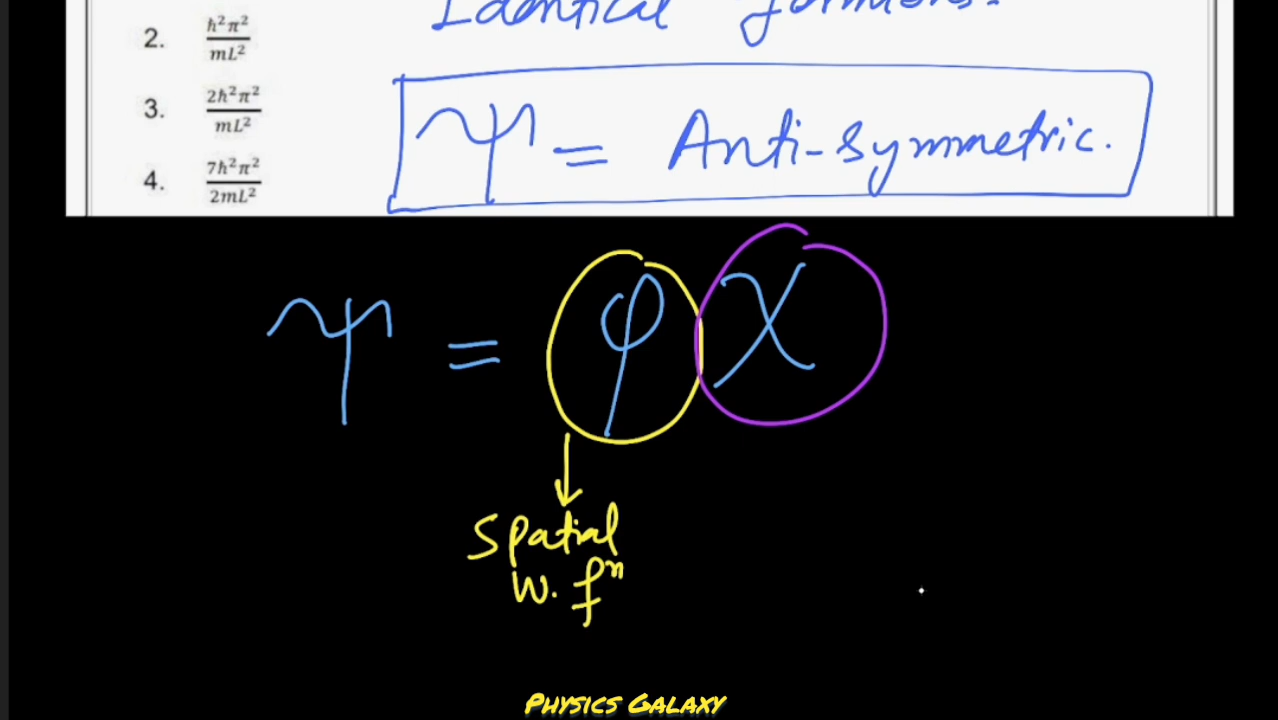 Identical fermions.
2. ħ²π²/mL²
3. 2ħ²π²/mL²
4. 7ħ²π²/2mL²
Ψ = Anti-symmetric.
Ψ = φ χ
Spatial
w. fⁿ
PHYSICS GALAXY